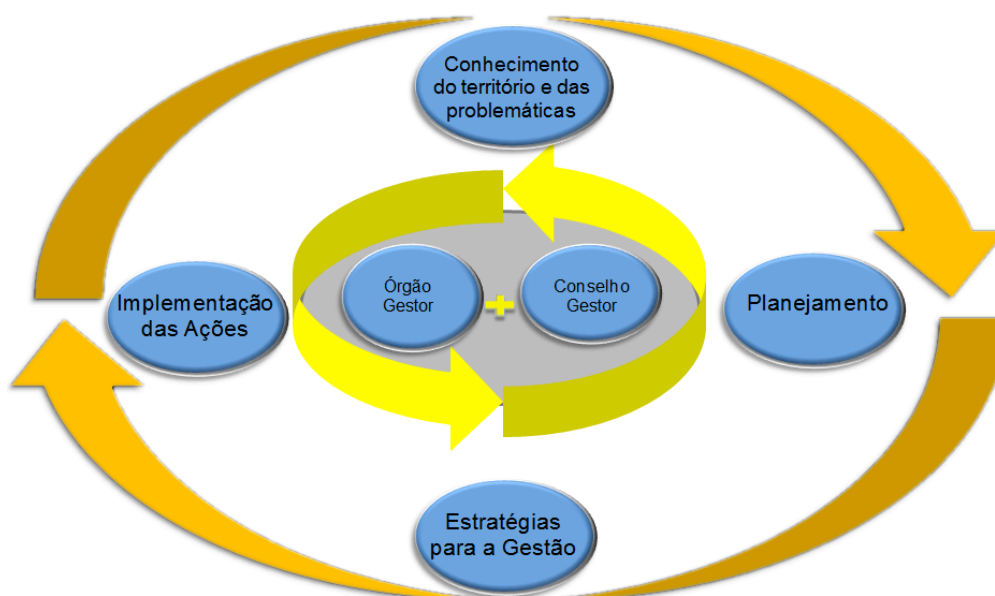 Conhecimento
do território e das
problemáticas
Órgão
Gestor
+
Conselho
Gestor
Implementação
das Ações
Planejamento
Estratégias
para a Gestão